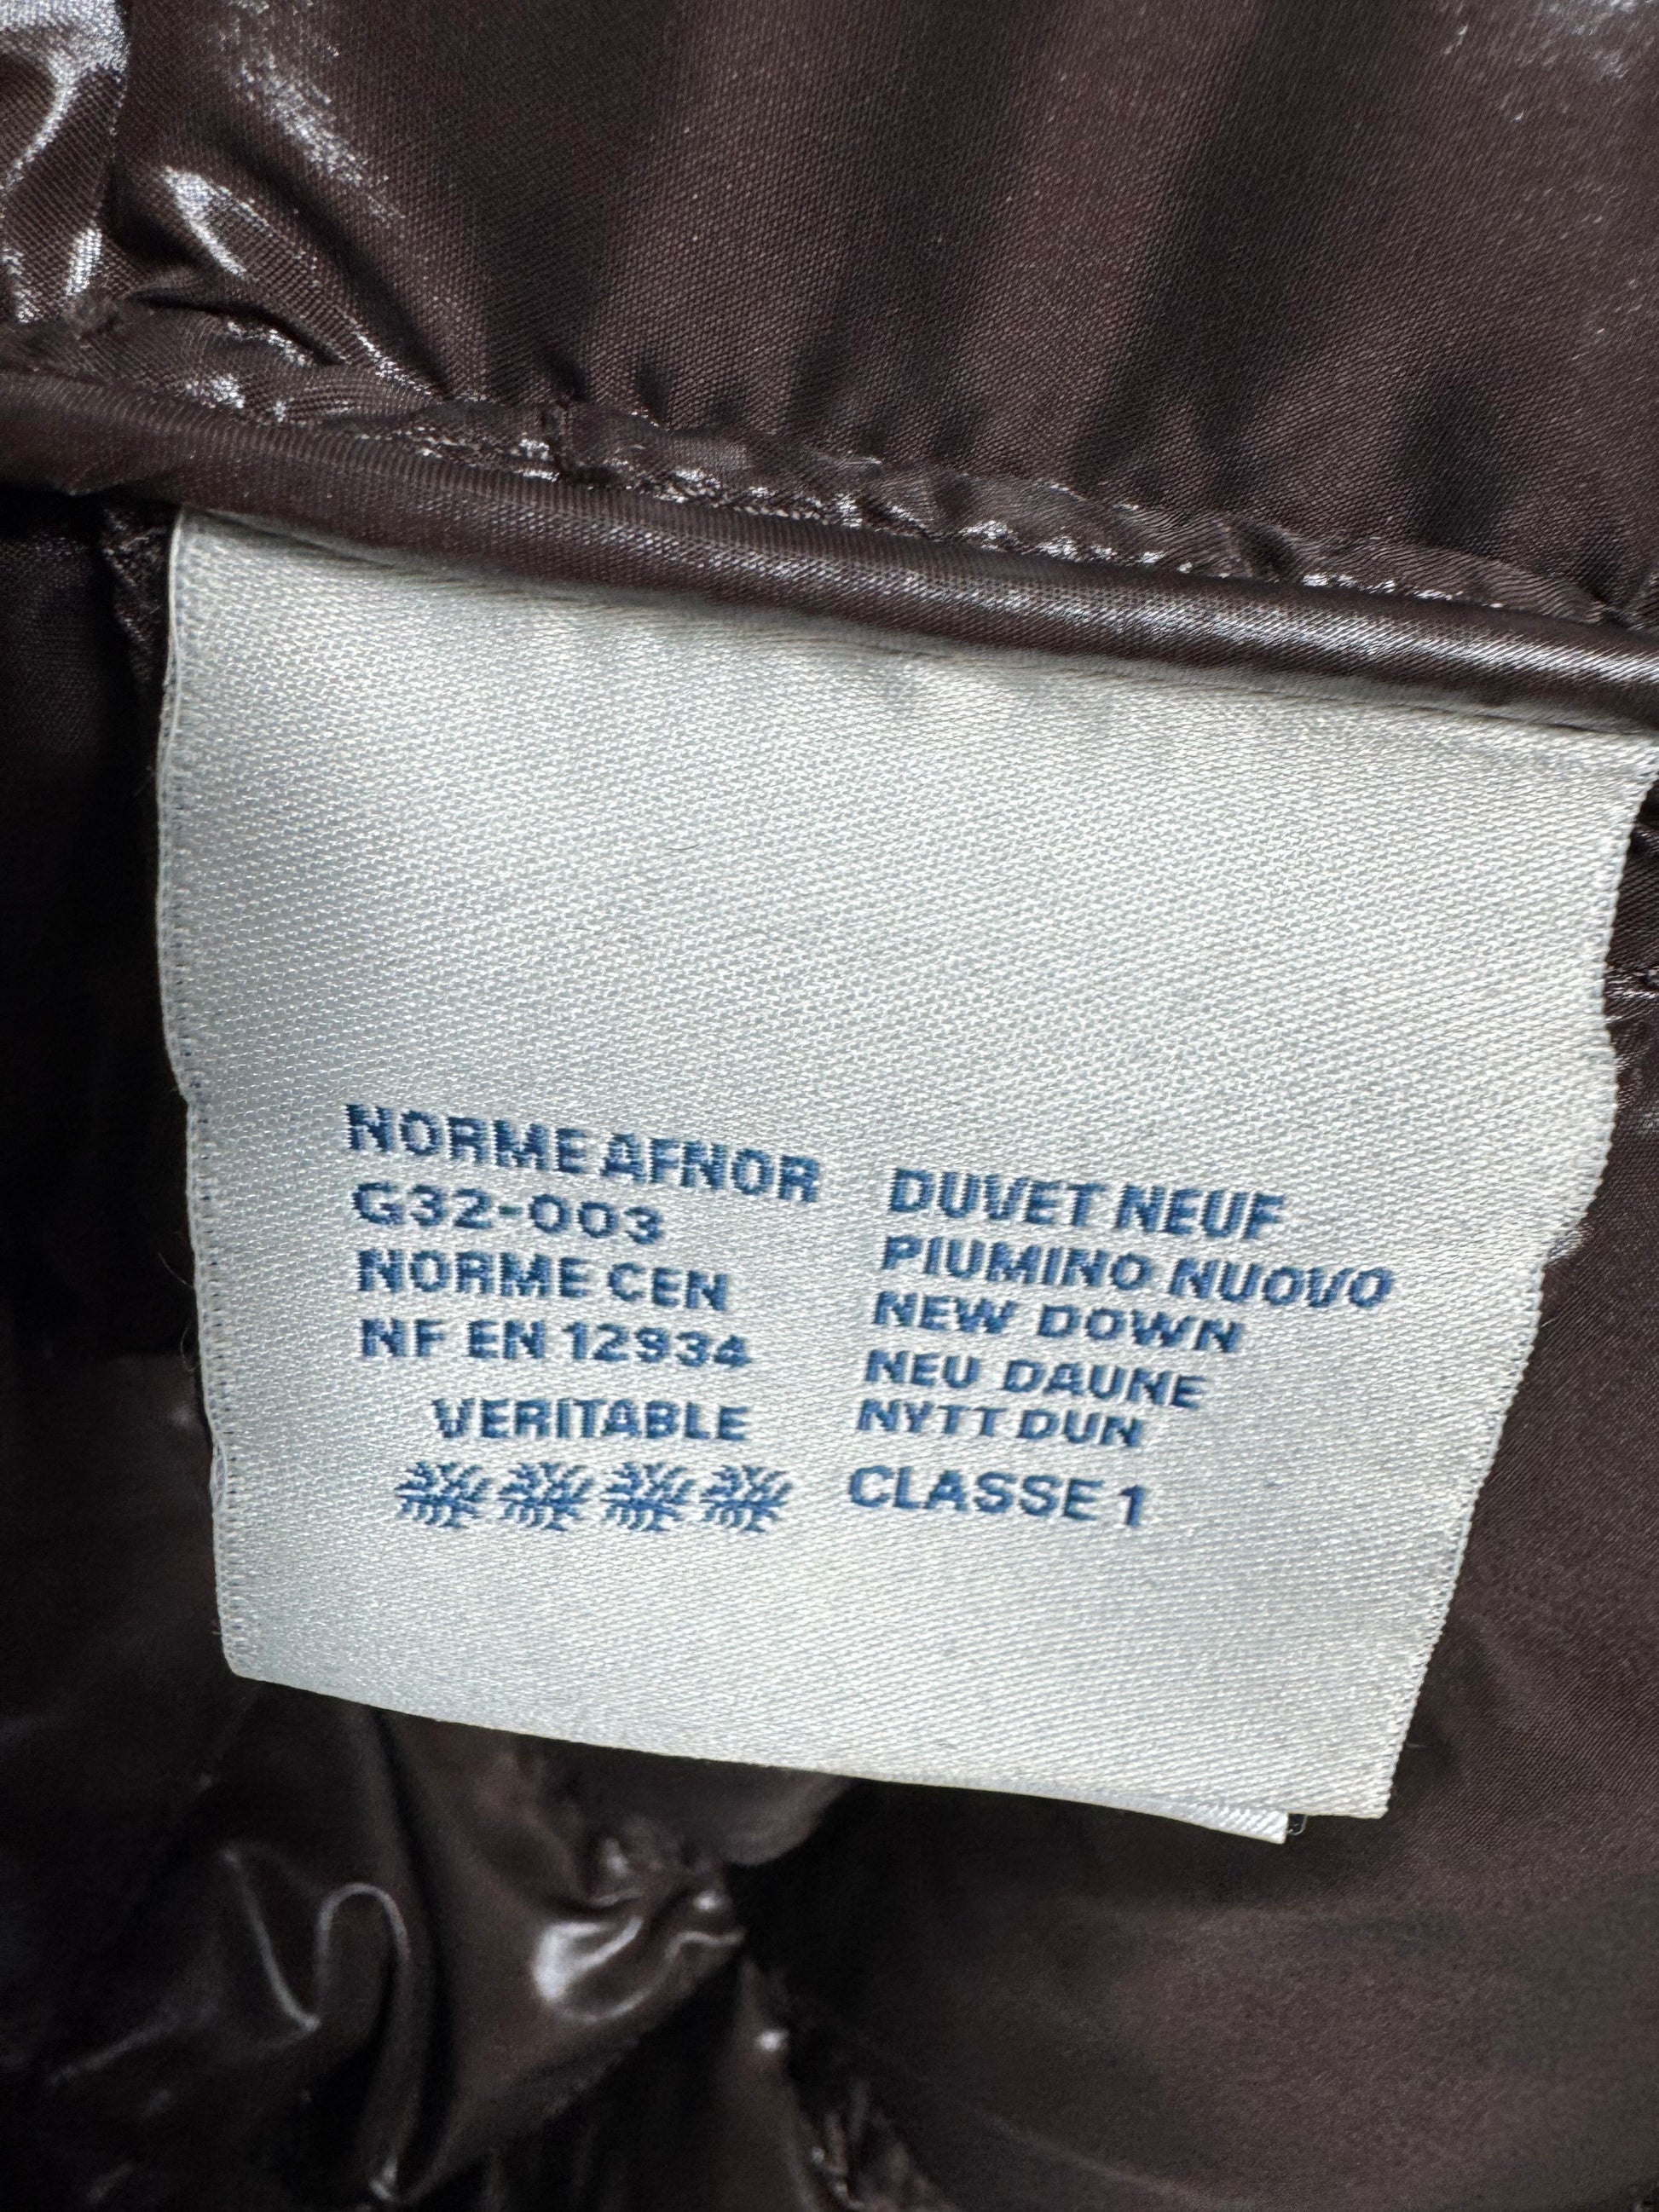 NORME AFNOR
G32-003
NORME CEN
NF EN 12934
VERITABLE
DUVET NEUF
PIUMINO NUOVO
NEW DOWN
NEU DAUNE
NYTT DUN
CLASSE 1